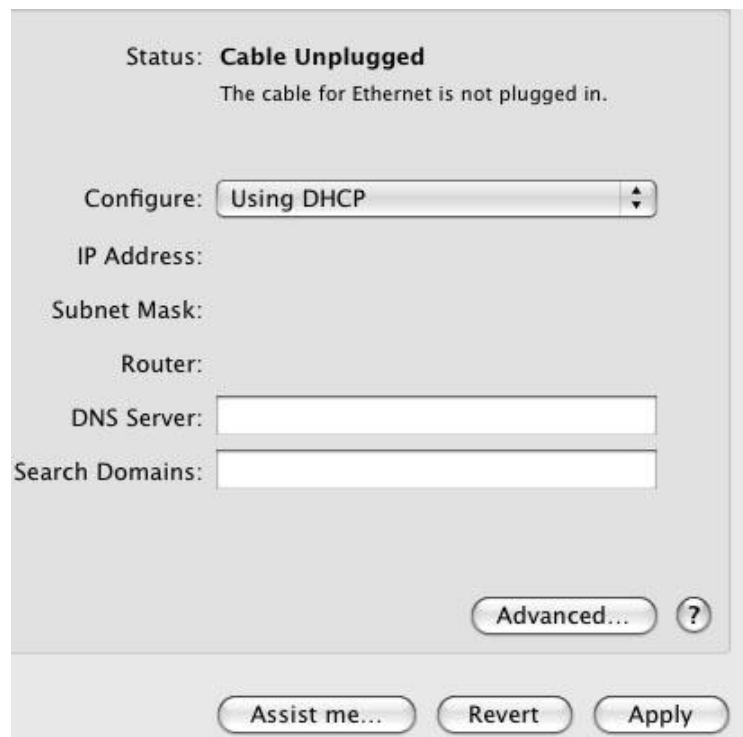 Status: Cable Unplugged
The cable for Ethernet is not plugged in.
Configure: Using DHCP
IP Address:
Subnet Mask:
Router:
DNS Server:
Search Domains:
Advanced... ?
Assist me... Revert Apply